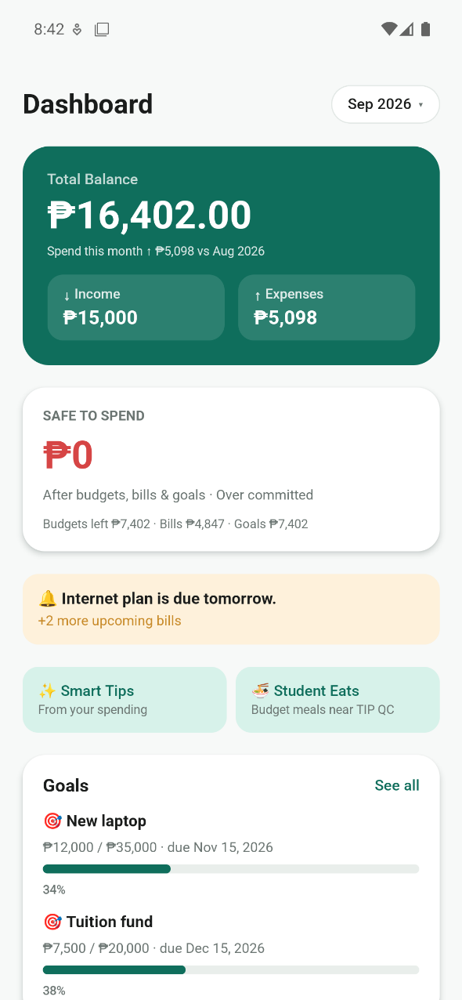 8:42
Dashboard
Sep 2026 ▾
Total Balance
₱16,402.00
Spend this month ↑ ₱5,098 vs Aug 2026
↓ Income
₱15,000
↑ Expenses
₱5,098
SAFE TO SPEND
₱0
After budgets, bills & goals · Over committed
Budgets left ₱7,402 · Bills ₱4,847 · Goals ₱7,402
🔔 Internet plan is due tomorrow.
+2 more upcoming bills
✨ Smart Tips
From your spending
🍜 Student Eats
Budget meals near TIP QC
Goals
See all
🎯 New laptop
₱12,000 / ₱35,000 · due Nov 15, 2026
34%
🎯 Tuition fund
₱7,500 / ₱20,000 · due Dec 15, 2026
38%